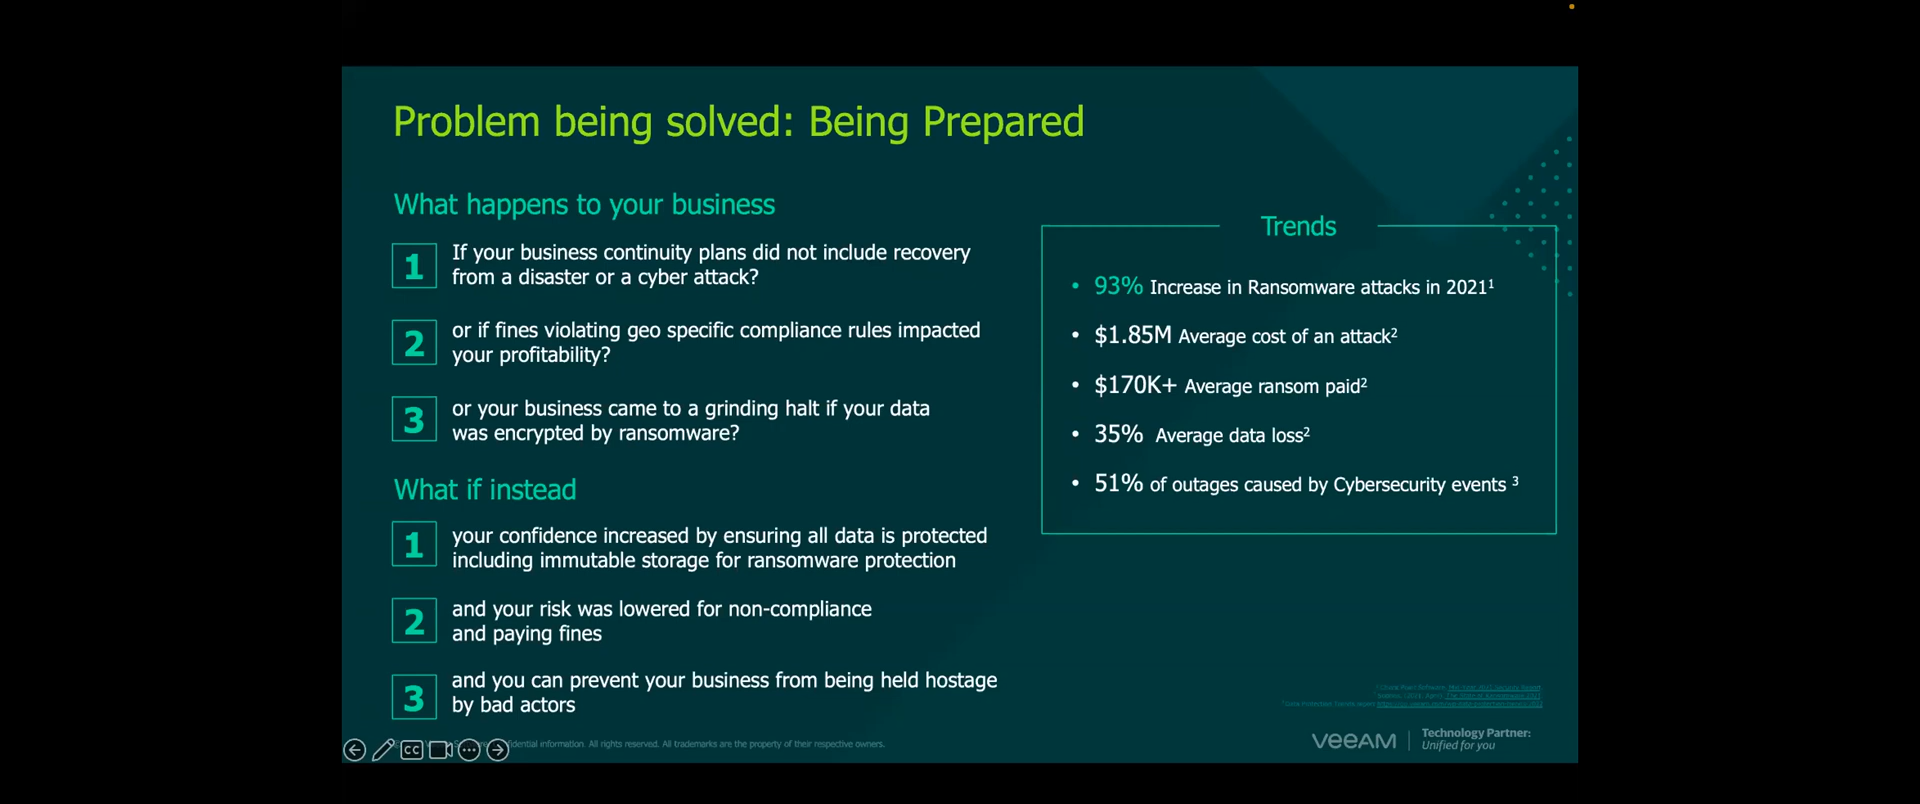 Problem being solved: Being Prepared
What happens to your business
1
If your business continuity plans did not include recovery
from a disaster or a cyber attack?
2
or if fines violating geo specific compliance rules impacted
your profitability?
3
or your business came to a grinding halt if your data
was encrypted by ransomware?
What if instead
1
your confidence increased by ensuring all data is protected
including immutable storage for ransomware protection
2
and your risk was lowered for non-compliance
and paying fines
3
and you can prevent your business from being held hostage
by bad actors
Trends
• 93% Increase in Ransomware attacks in 2021¹
• $1.85M Average cost of an attack²
• $170K+ Average ransom paid²
• 35% Average data loss²
• 51% of outages caused by Cybersecurity events ³
information. All rights reserved. All trademarks are the property of their respective owners.
CC
veeAM
Technology Partner:
Unified for you